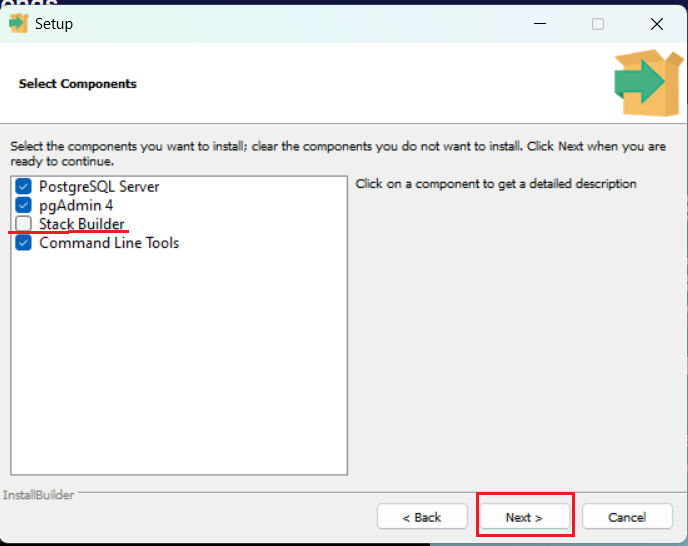 Setup
Select Components
Select the components you want to install; clear the components you do not want to install. Click Next when you are
ready to continue.
PostgreSQL Server
Click on a component to get a detailed description
pgAdmin 4
Stack Builder
Command Line Tools
InstallBuilder
< Back
Next >
Cancel